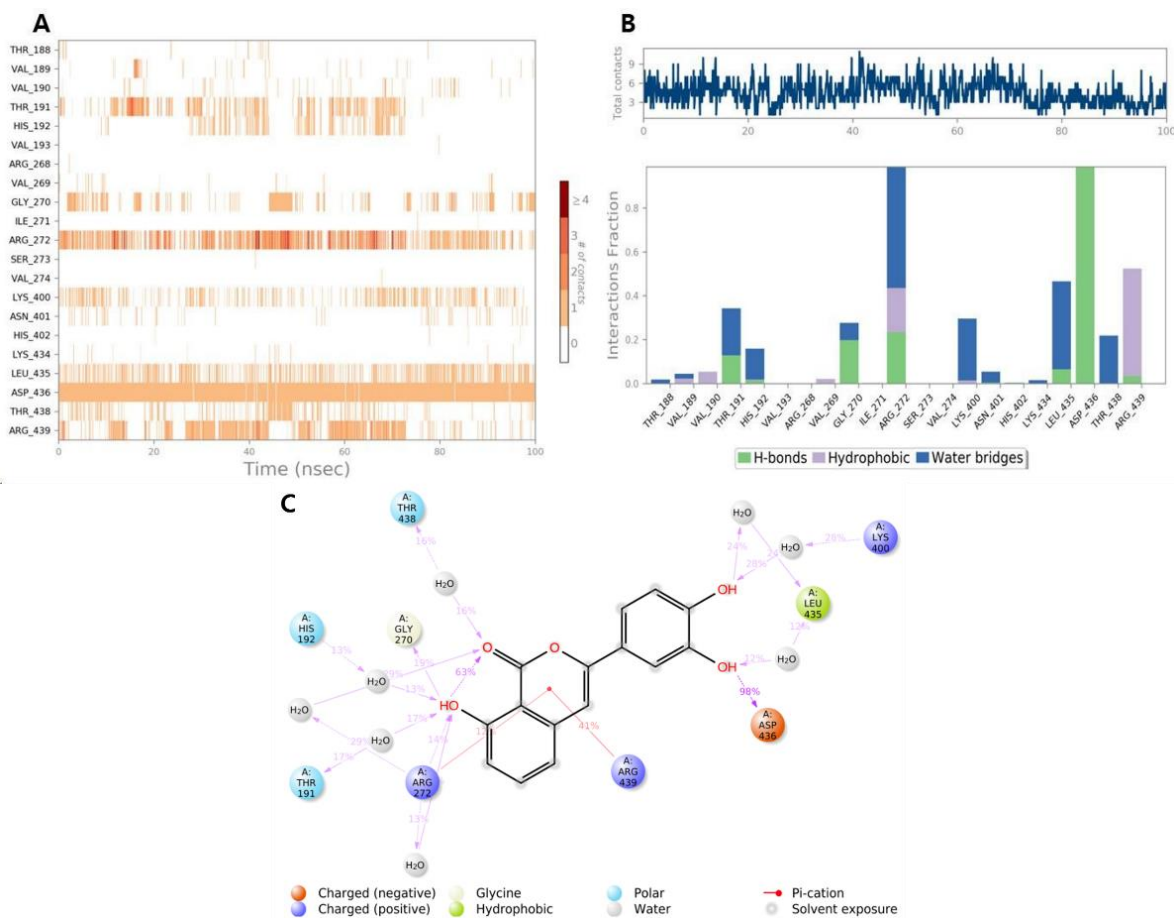 A
THR_188
VAL_189
VAL_190
THR_191
HIS_192
VAL_193
ARG_268
VAL_269
GLY_270
ILE_271
ARG_272
SER_273
VAL_274
LYS_400
ASN_401
HIS_402
LYS_434
LEU_435
ASP_436
THR_438
ARG_439
0 20 40 60 80 100
Time (nsec)
≥4
3
2
1
0
# of contacts
B
Total contacts
9
6
3
0 20 40 60 80 100
Interactions Fraction
0.8
0.6
0.4
0.2
0.0
THR_188 VAL_189 VAL_190 THR_191 HIS_192 VAL_193 ARG_268 VAL_269 GLY_270 ILE_271 ARG_272 SER_273 VAL_274 LYS_400 ASN_401 HIS_402 LYS_434 LEU_435 ASP_436 THR_438 ARG_439
H-bonds Hydrophobic Water bridges
C
A:
THR
438
16%
H₂O
16%
A:
HIS
192
13%
A:
GLY
270
19%
H₂O
13%
63%
H₂O
29%
17%
H₂O
14%
17%
A:
THR
191
A:
ARG
272
12%
13%
H₂O
O
O
HO
41%
A:
ARG
439
H₂O
24%
H₂O
28%
A:
LYS
400
OH
A:
LEU
435
12%
H₂O
12%
OH
98%
A:
ASP
436
Charged (negative) Glycine Polar Pi-cation
Charged (positive) Hydrophobic Water Solvent exposure